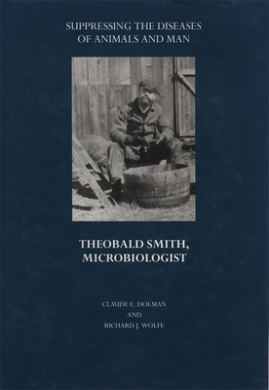 SUPPRESSING THE DISEASES
OF ANIMALS AND MAN
THEOBALD SMITH,
MICROBIOLOGIST
CLAUDE E. DOLMAN
AND
RICHARD J. WOLFE